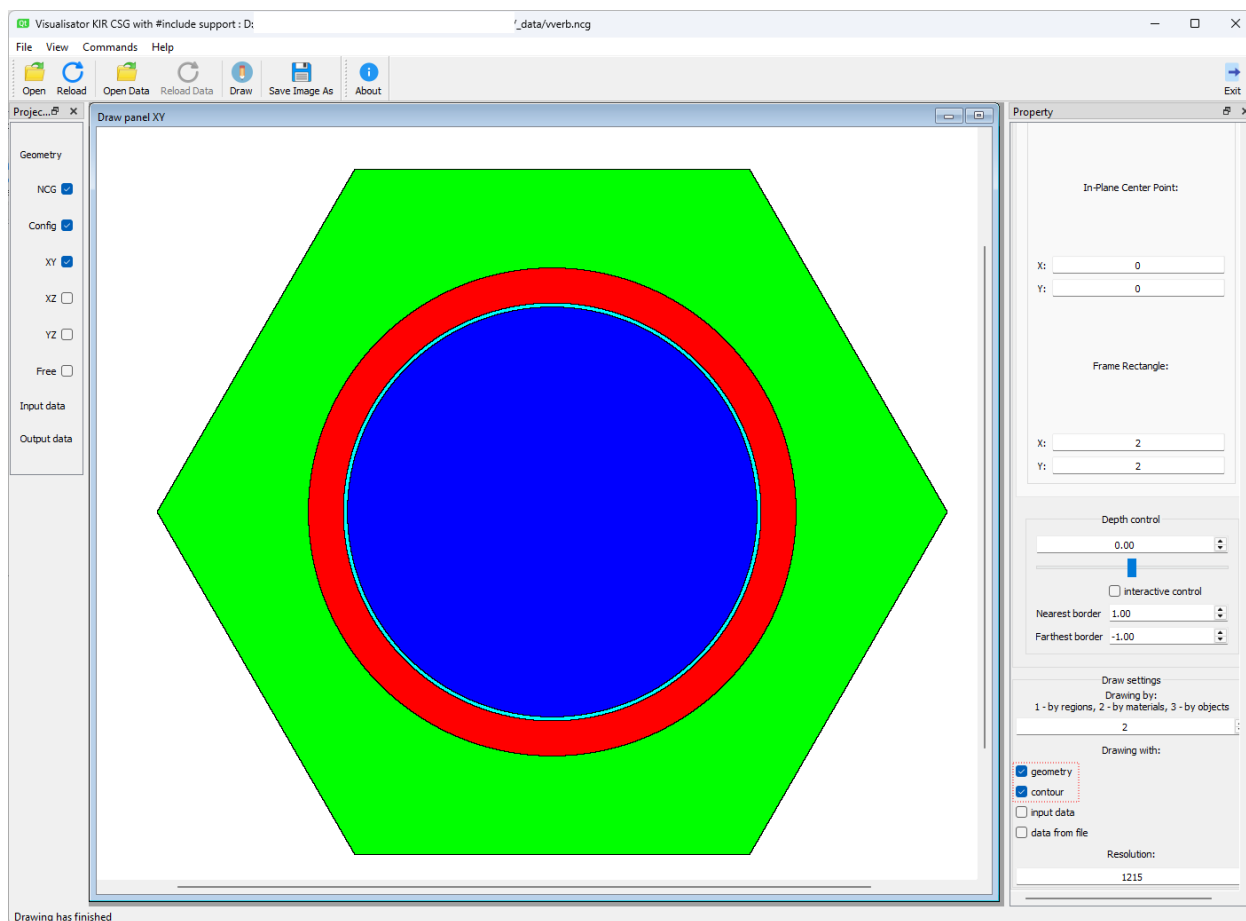 Visualisator KIR CSG with #include support : D: /_data/vverb.ncg
File View Commands Help
Open Reload Open Data Reload Data Draw Save Image As About Exit
Projec...
Draw panel XY
Property
Geometry
NCG
Config
XY
XZ
YZ
Free
Input data
Output data
In-Plane Center Point:
X: 0
Y: 0
Frame Rectangle:
X: 2
Y: 2
Depth control
0.00
interactive control
Nearest border 1.00
Farthest border -1.00
Draw settings
Drawing by:
1 - by regions, 2 - by materials, 3 - by objects
2
Drawing with:
geometry
contour
input data
data from file
Resolution:
1215
Drawing has finished